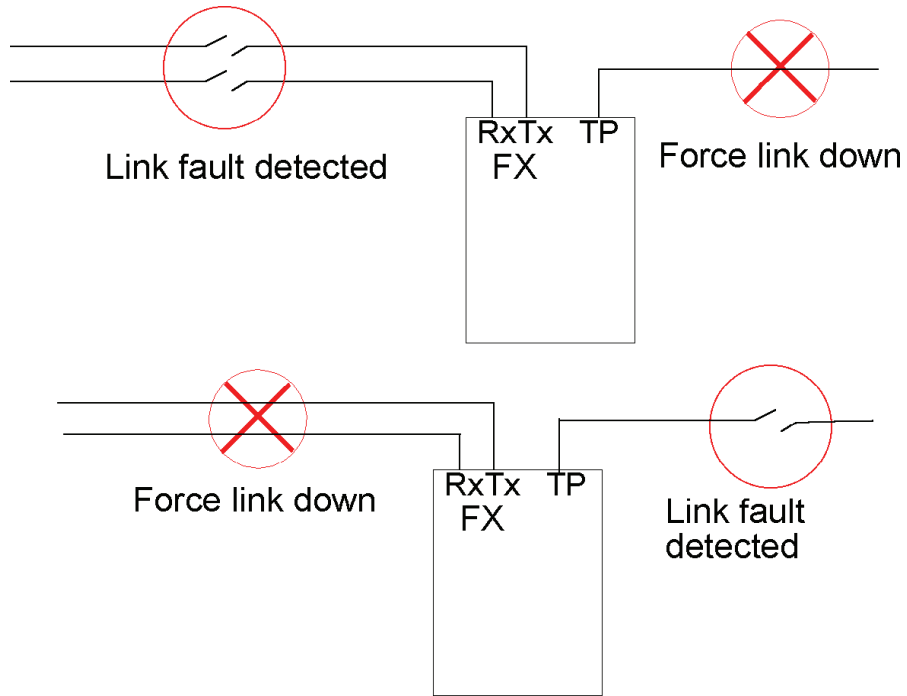 RxTx TP
FX
Link fault detected
Force link down
RxTx TP
FX
Force link down
Link fault
detected